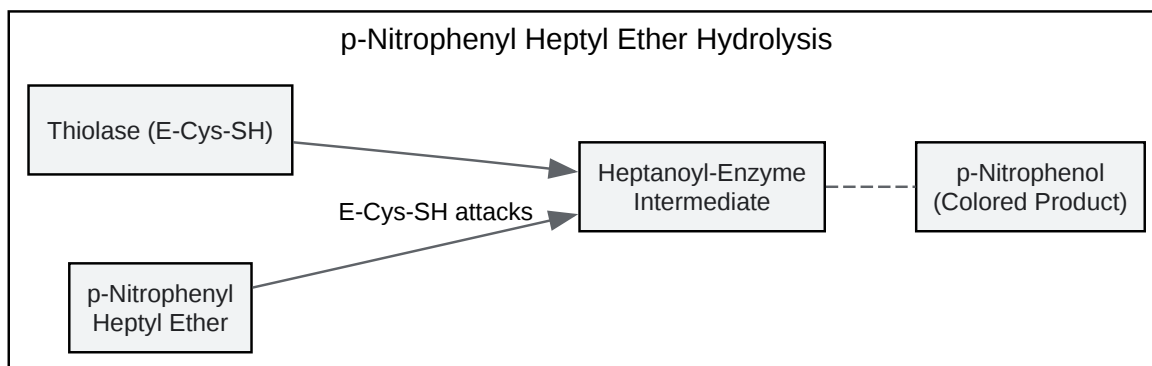 p-Nitrophenyl Heptyl Ether Hydrolysis
Thiolase (E-Cys-SH)
E-Cys-SH attacks
p-Nitrophenyl
Heptyl Ether
Heptanoyl-Enzyme
Intermediate
p-Nitrophenol
(Colored Product)